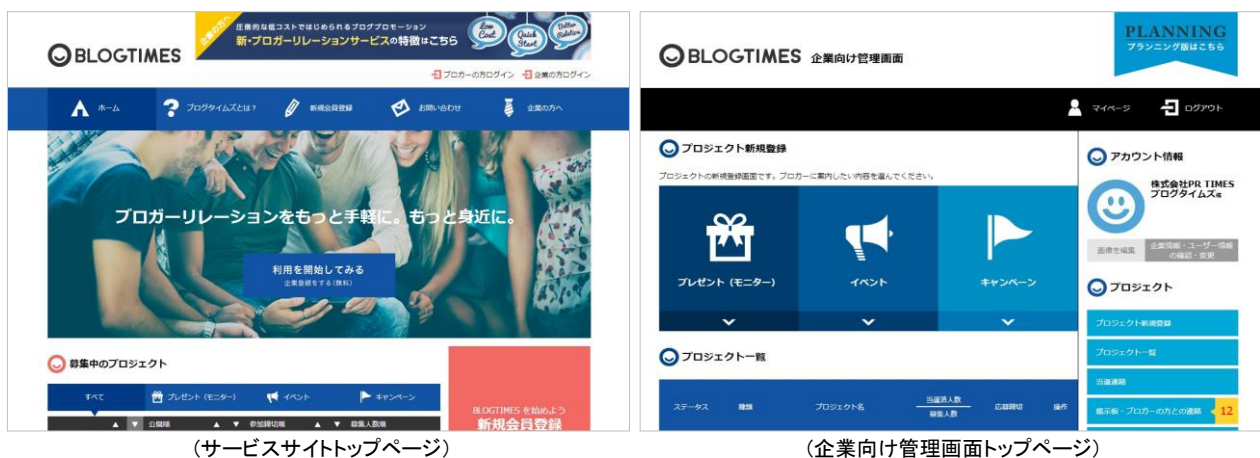 企業の方へ
圧倒的な低コストではじめられるブログプロモーション
新・ブロガーリレーションサービスの特徴はこちら
Low Cost
Quick Start
Better Relation
BLOGTIMES
ブロガーの方ログイン 企業の方ログイン
ホーム ブログタイムズとは? 新規会員登録 お問い合わせ 企業の方へ
ブロガーリレーションをもっと手軽に。もっと身近に。
利用を開始してみる
企業登録をする(無料)
募集中のプロジェクト
すべて プレゼント(モニター) イベント キャンペーン
▲ ▼ 公開順 ▲ ▼ 参加締切順 ▲ ▼ 募集人数順
BLOGTIMES を始めよう
新規会員登録
(サービスサイトトップページ)
BLOGTIMES 企業向け管理画面
PLANNING
プランニング版はこちら
マイページ ログアウト
プロジェクト新規登録
プロジェクトの新規登録画面です。ブロガーに案内したい内容を選んでください。
プレゼント(モニター) イベント キャンペーン
プロジェクト一覧
ステータス 種類 プロジェクト名 当選済人数 応募締切 操作
募集人数
アカウント情報
株式会社PR TIMES
ブログタイムズ様
画像を編集 企業情報・ユーザー情報
の確認・変更
プロジェクト
プロジェクト新規登録
プロジェクト一覧
当選連絡
掲示板・ブロガーの方との連絡 12
(企業向け管理画面トップページ)